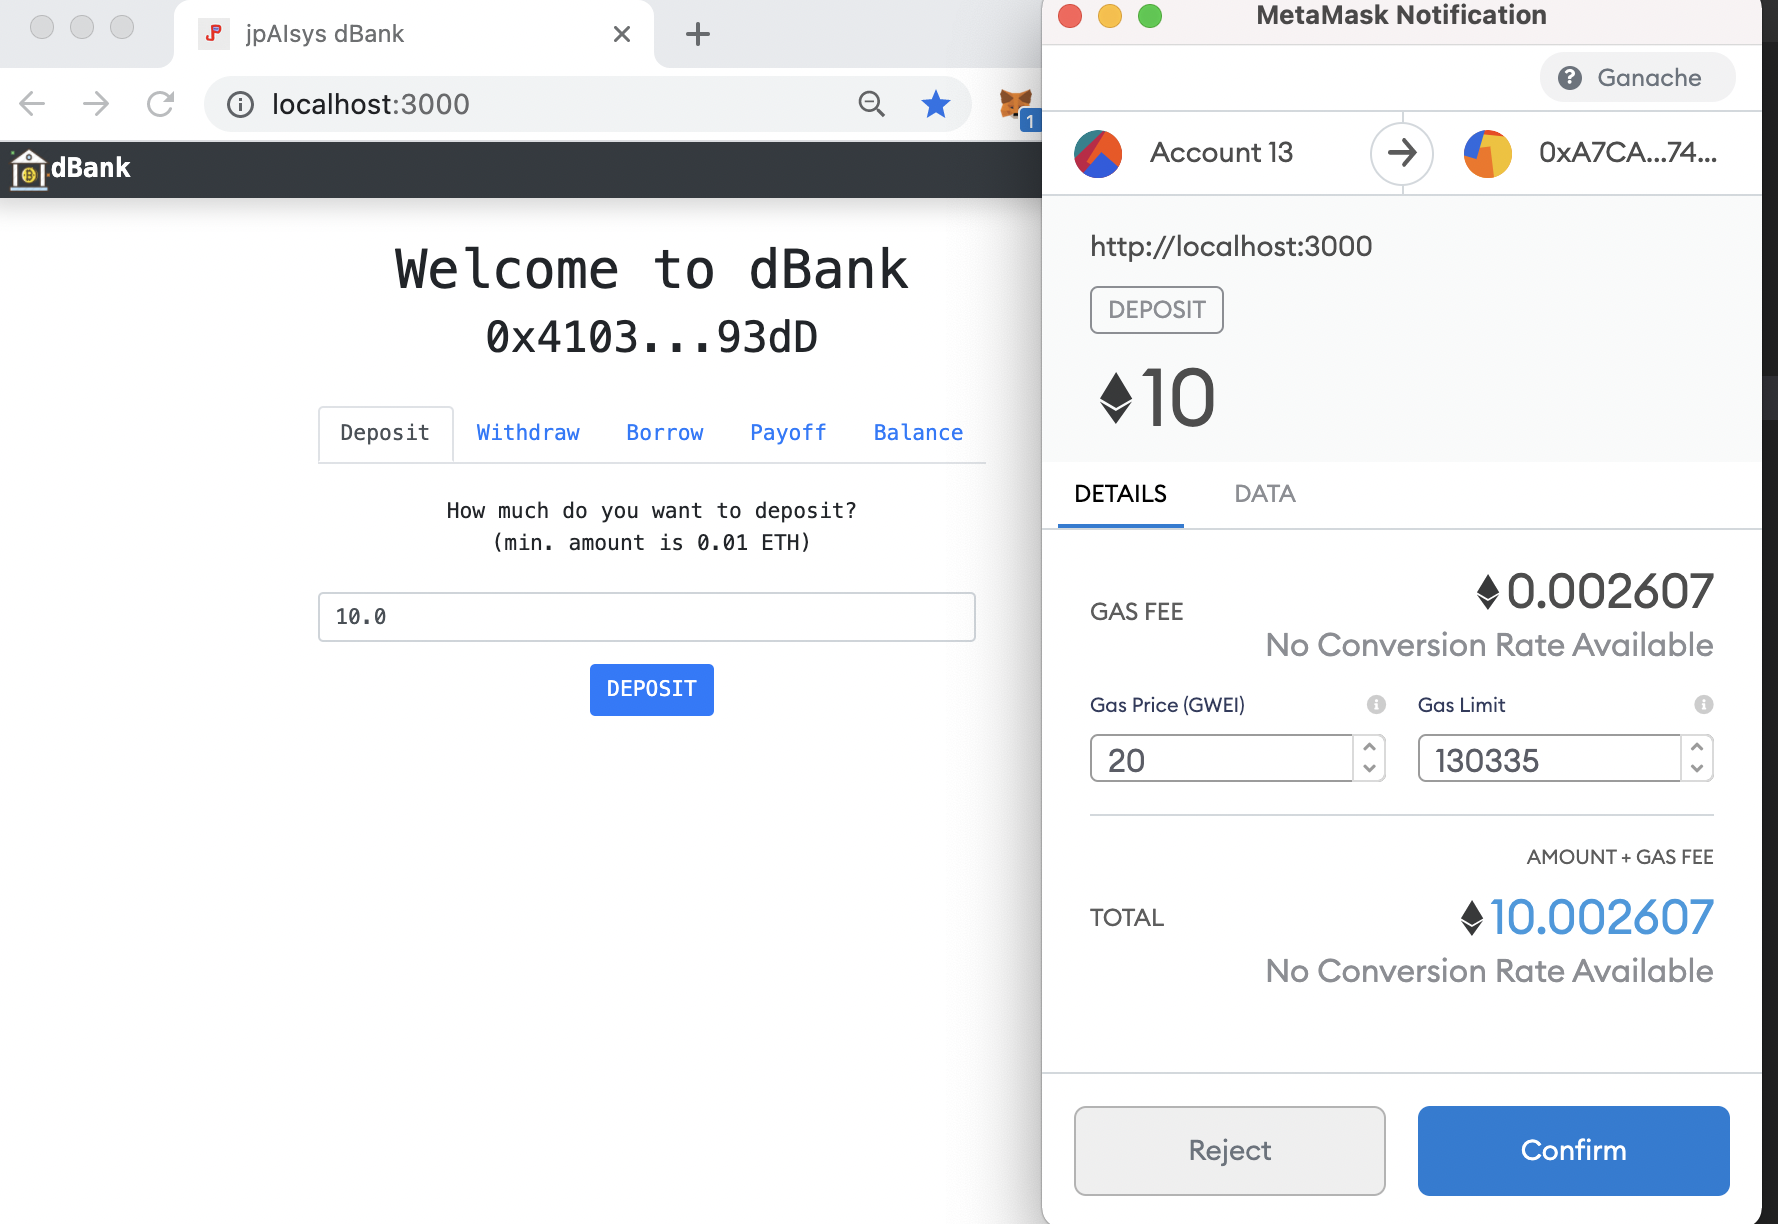 jpAIsys dBank
localhost:3000
1
dBank
Welcome to dBank
0x4103...93dD
Deposit
Withdraw
Borrow
Payoff
Balance
How much do you want to deposit?
(min. amount is 0.01 ETH)
10.0
DEPOSIT
MetaMask Notification
Ganache
Account 13
0xA7CA...74...
http://localhost:3000
DEPOSIT
10
DETAILS
DATA
GAS FEE
0.002607
No Conversion Rate Available
Gas Price (GWEI)
Gas Limit
20
130335
AMOUNT + GAS FEE
TOTAL
10.002607
No Conversion Rate Available
Reject
Confirm